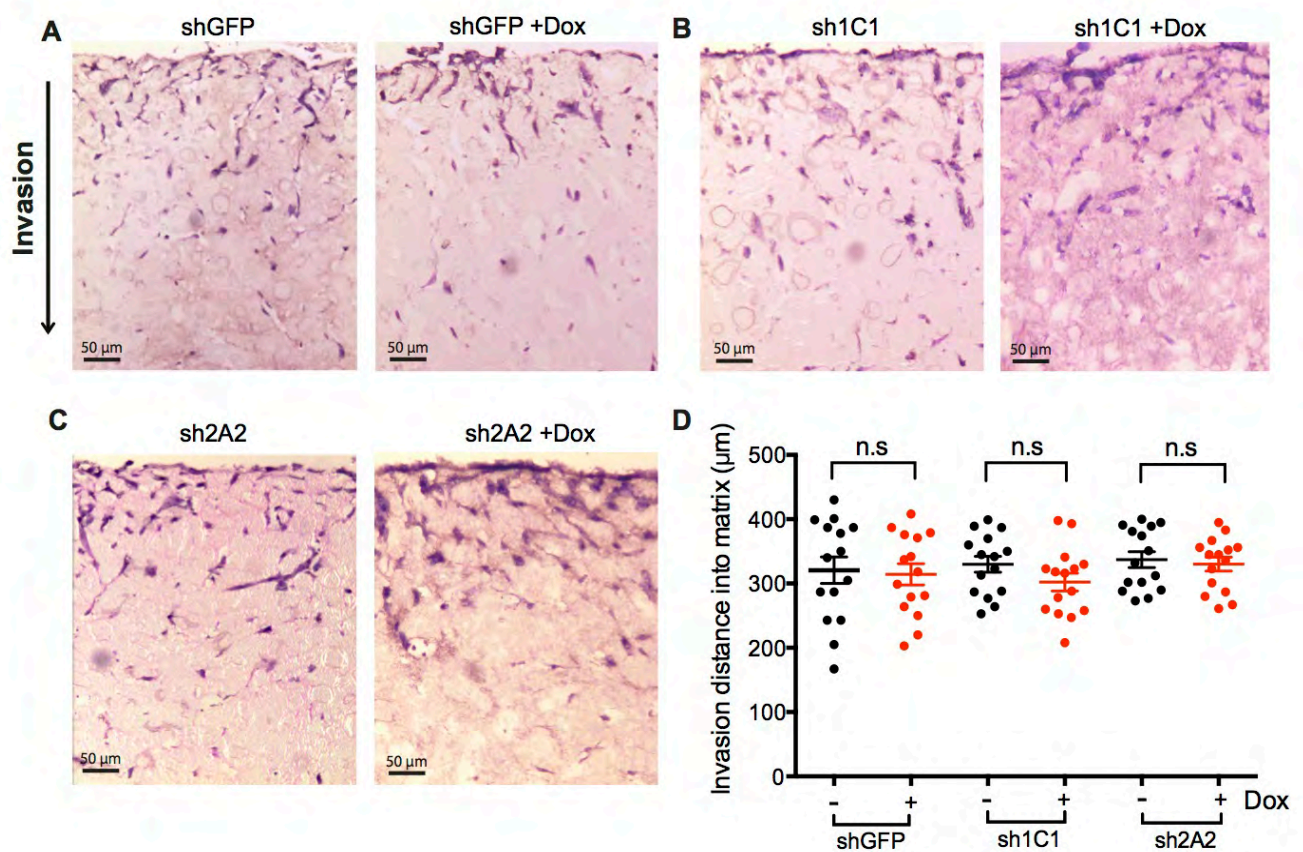 A
shGFP
shGFP +Dox
B
sh1C1
sh1C1 +Dox
Invasion
50 µm
50 µm
50 µm
50 µm
C
sh2A2
sh2A2 +Dox
D
50 µm
50 µm
Invasion distance into matrix (µm)
500
400
300
200
100
0
n.s
n.s
n.s
- + - + - + Dox
shGFP sh1C1 sh2A2